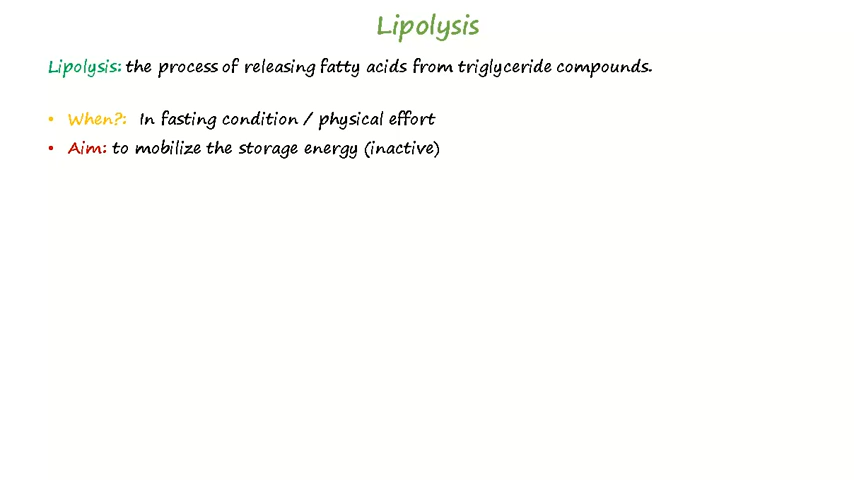 Lipolysis
Lipolysis: the process of releasing fatty acids from triglyceride compounds.
• When?: In fasting condition / physical effort
• Aim: to mobilize the storage energy (inactive)